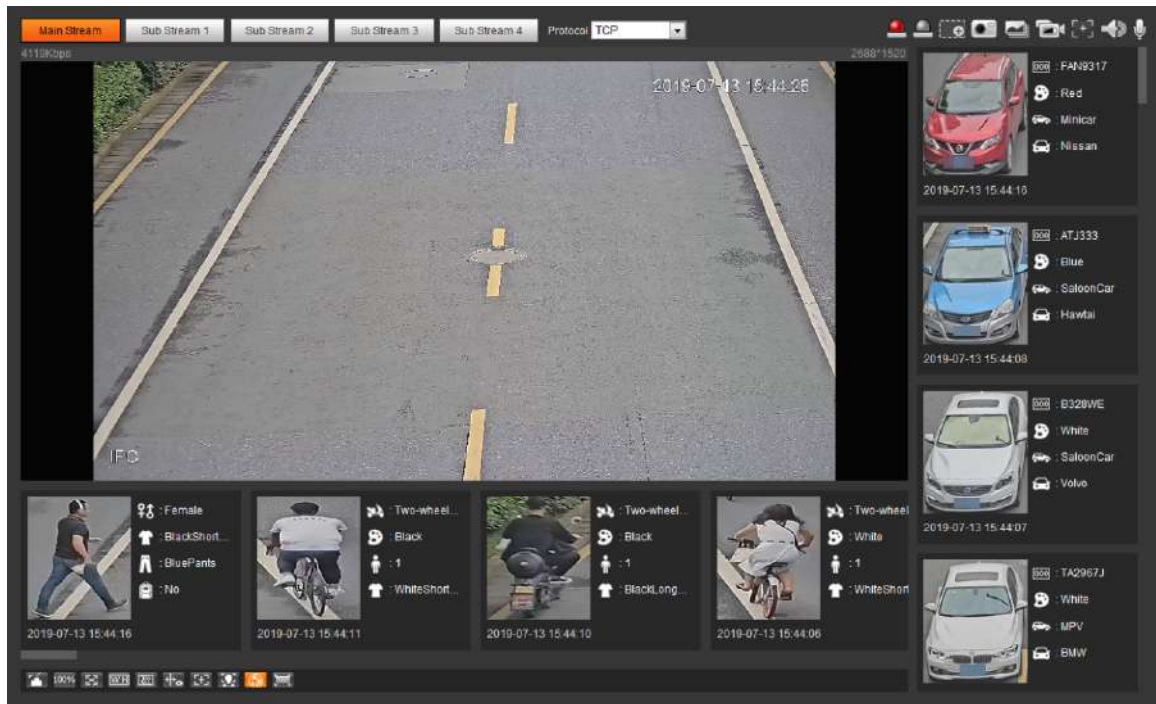 Main Stream
Sub Stream 1
Sub Stream 2
Sub Stream 3
Sub Stream 4
Protocol
TCP
4119Kbps
2688*1520
2019-07-13 15:44:26
IFC
: FAN9317
: Red
: Minicar
: Nissan
2019-07-13 15:44:16
: ATJ333
: Blue
: SaloonCar
: Hawtai
2019-07-13 15:44:08
: B328WE
: White
: SaloonCar
: Volvo
2019-07-13 15:44:07
: TA2967J
: White
: MPV
: BMW
: Female
: BlackShort...
: BluePants
: No
2019-07-13 15:44:16
: Two-wheel...
: Black
: 1
: WhiteShort...
2019-07-13 15:44:11
: Two-wheel...
: Black
: 1
: BlackLong...
2019-07-13 15:44:10
: Two-wheel
: White
: 1
: WhiteShort
2019-07-13 15:44:06
100%
W:H